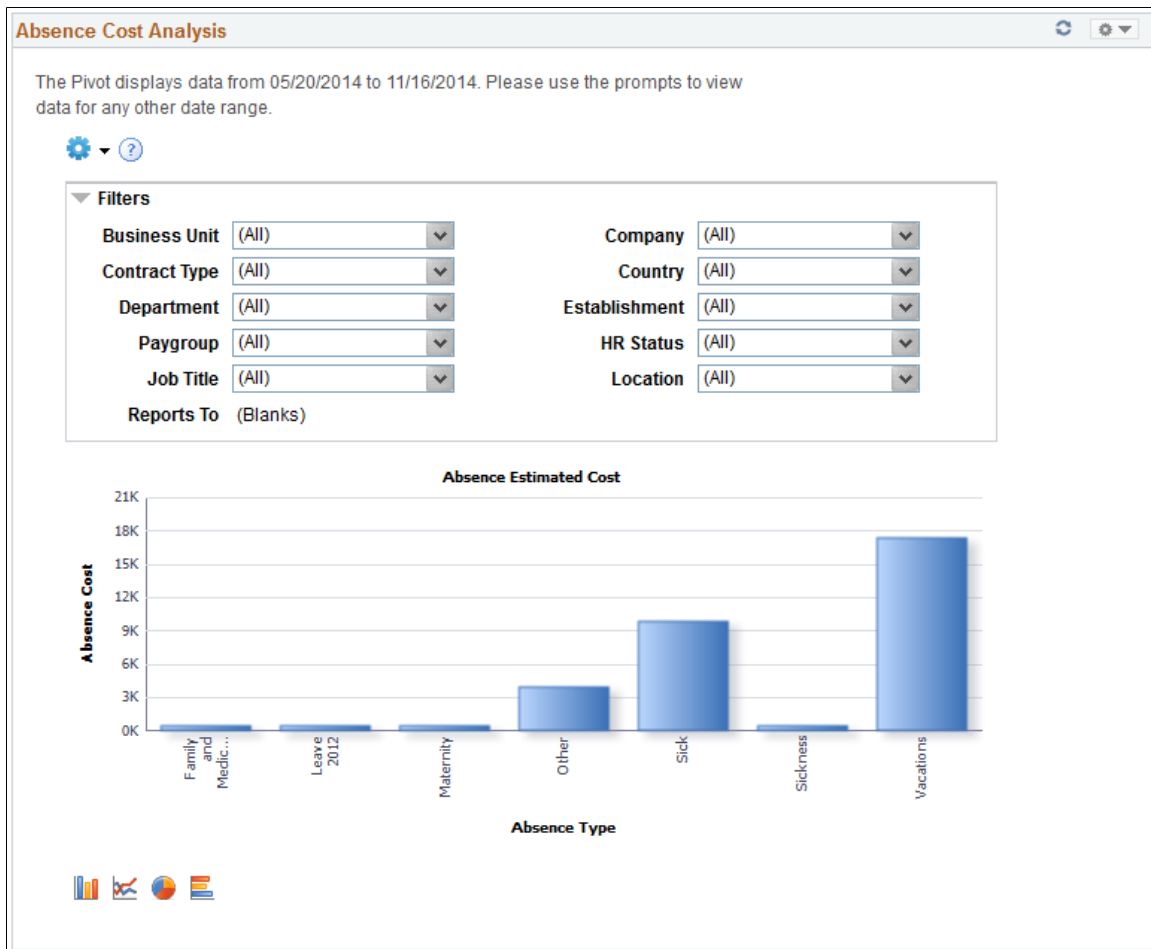 Absence Cost Analysis
The Pivot displays data from 05/20/2014 to 11/16/2014. Please use the prompts to view
data for any other date range.
?
Filters
Business Unit (All) Company (All)
Contract Type (All) Country (All)
Department (All) Establishment (All)
Paygroup (All) HR Status (All)
Job Title (All) Location (All)
Reports To (Blanks)
Absence Estimated Cost
21K
18K
15K
12K
9K
6K
3K
0K
Absence Cost
Family
and
Medic...
Leave
2012
Maternity
Other
Sick
Sickness
Vacations
Absence Type